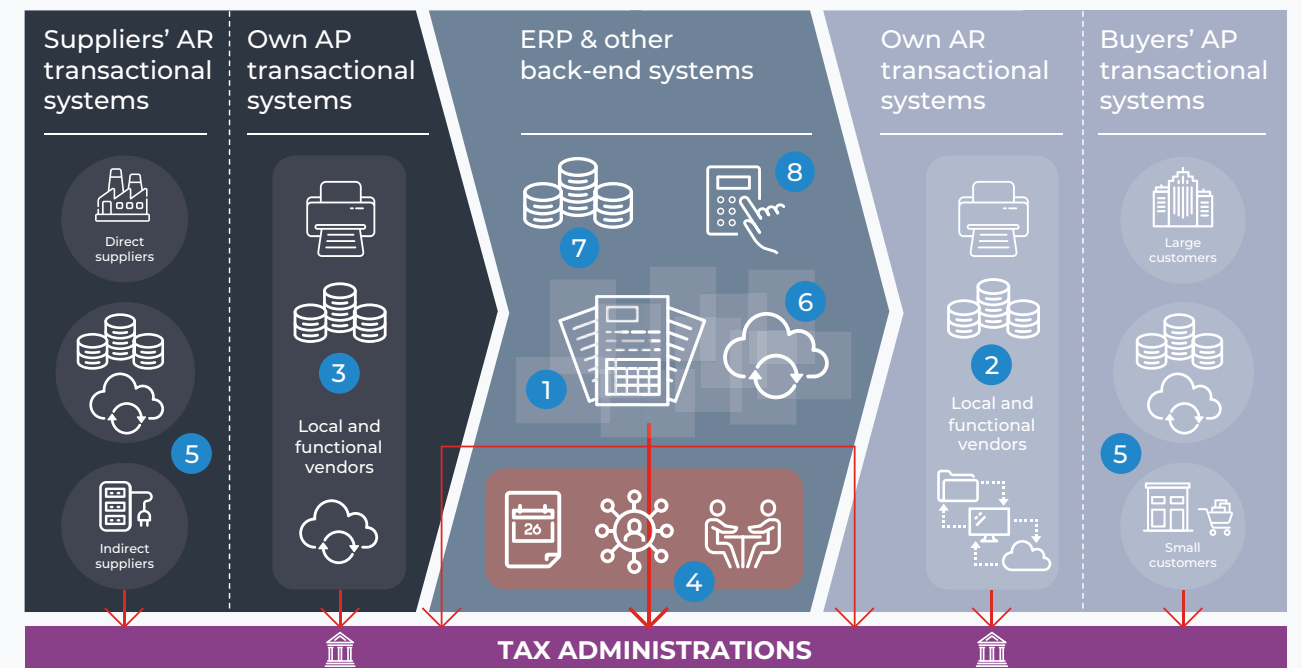 Suppliers’ AR
transactional
systems
Own AP
transactional
systems
ERP & other
back-end systems
Own AR
transactional
systems
Buyers’ AP
transactional
systems
Direct
suppliers
5
Indirect
suppliers
3
Local and
functional
vendors
7
8
1
6
26
4
2
Local and
functional
vendors
Large
customers
5
Small
customers
TAX ADMINISTRATIONS